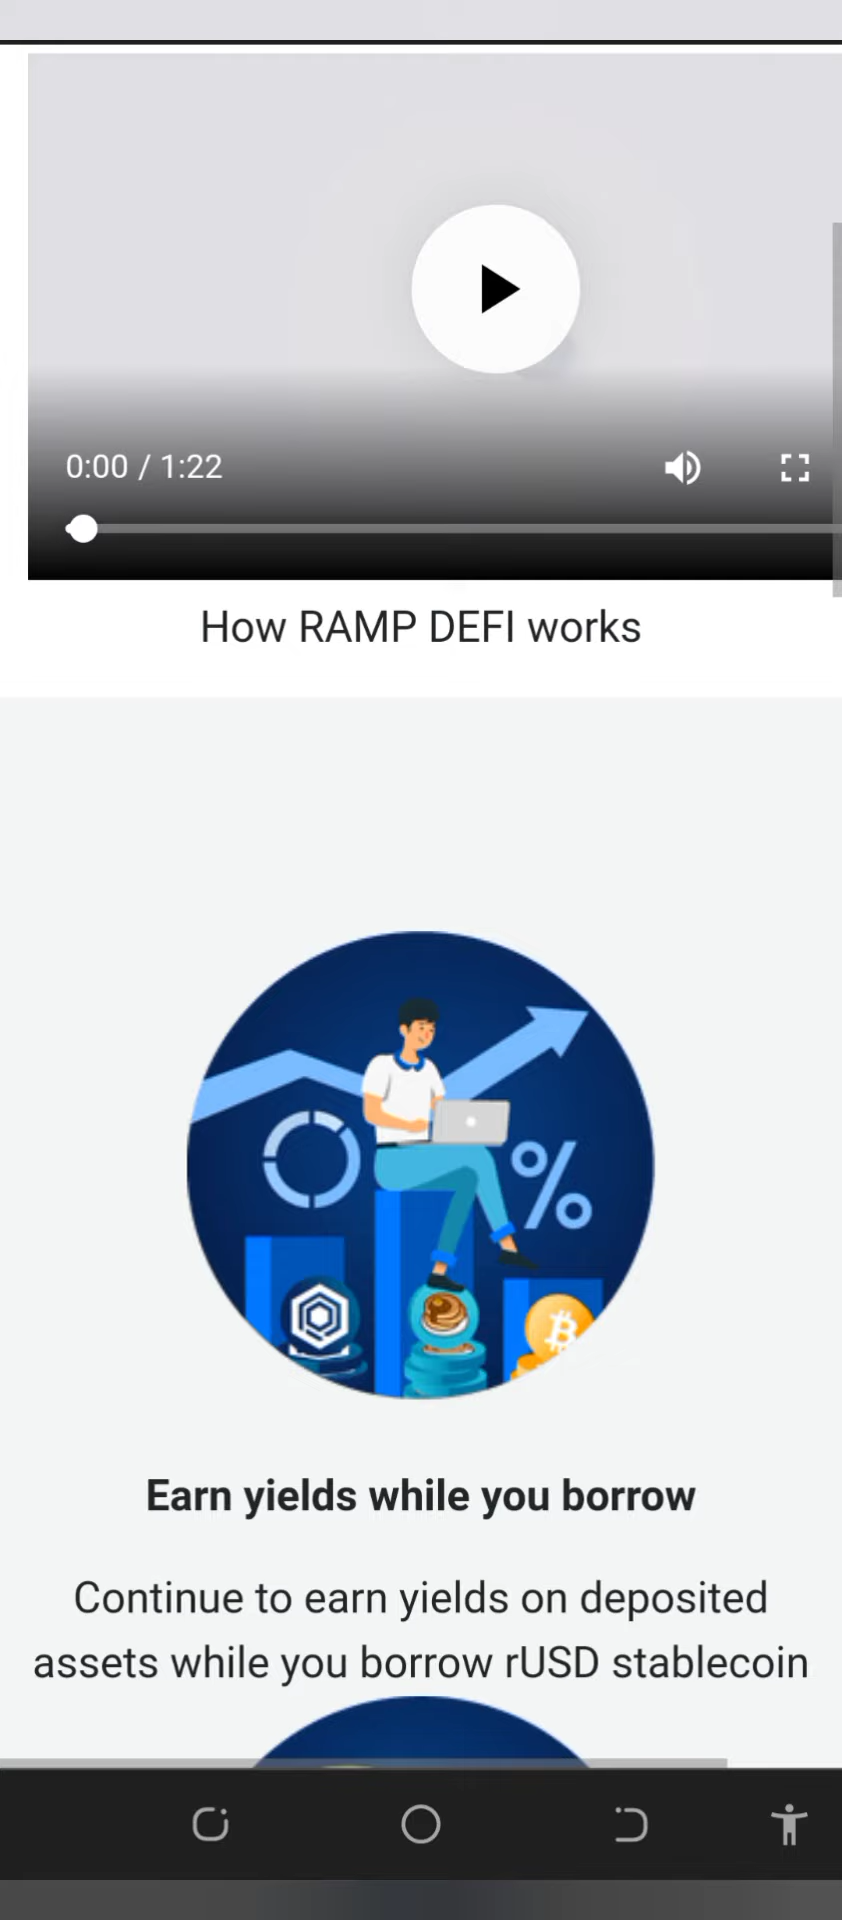 0:00 / 1:22
How RAMP DEFI works
%
Earn yields while you borrow
Continue to earn yields on deposited
assets while you borrow rUSD stablecoin